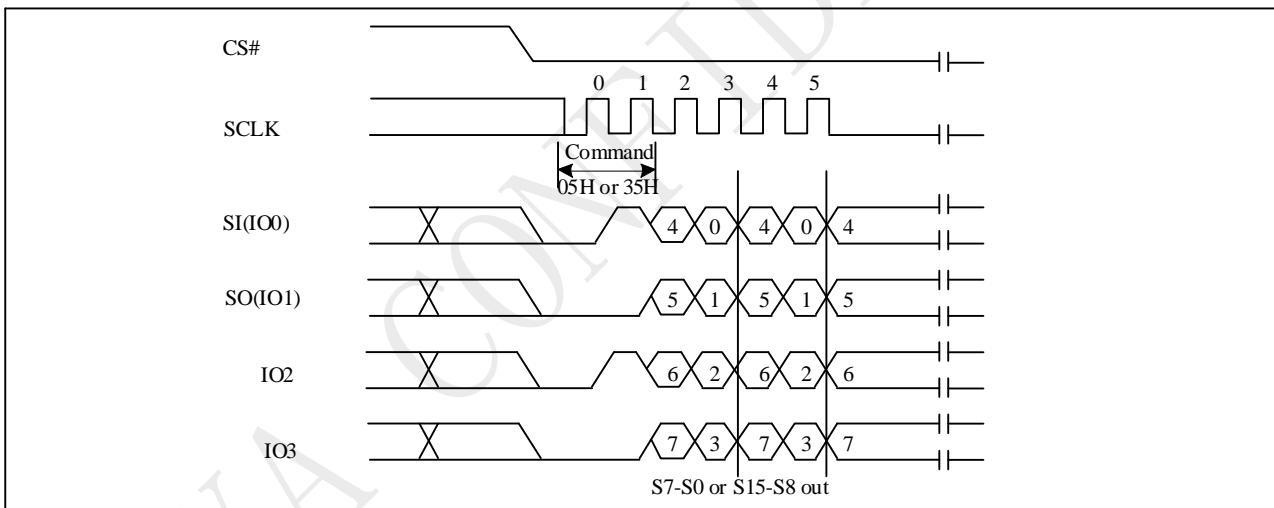 CS#
0 1 2 3 4 5
SCLK
Command
05H or 35H
SI(IO0) 4 0 4 0 4
SO(IO1) 5 1 5 1 5
IO2 6 2 6 2 6
IO3 7 3 7 3 7
S7-S0 or S15-S8 out